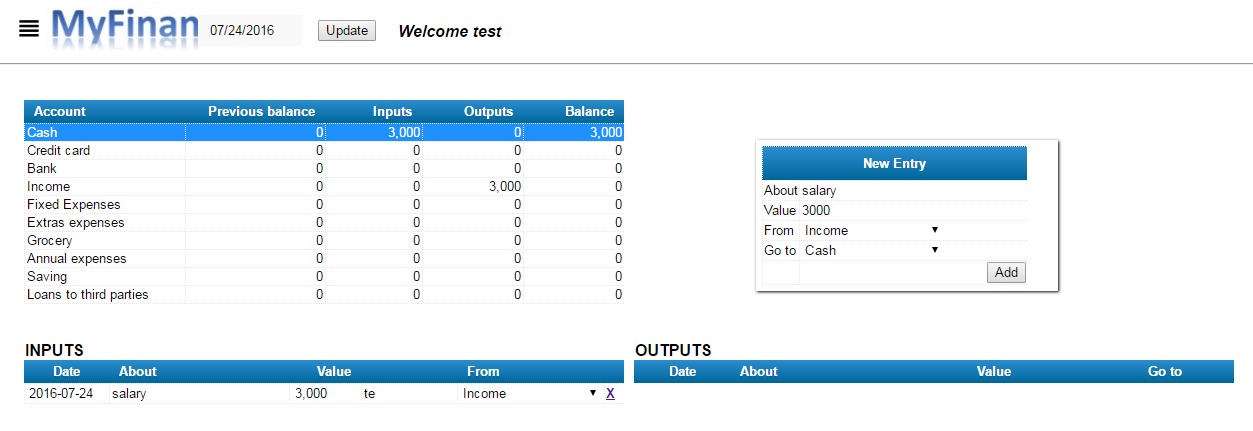 MyFinan 07/24/2016 Update Welcome test
Account Previous balance Inputs Outputs Balance
Cash 0 3,000 0 3,000
Credit card 0 0 0 0
Bank 0 0 0 0
Income 0 0 3,000 0
Fixed Expenses 0 0 0 0
Extras expenses 0 0 0 0
Grocery 0 0 0 0
Annual expenses 0 0 0 0
Saving 0 0 0 0
Loans to third parties 0 0 0 0
New Entry
About salary
Value 3000
From Income
Go to Cash
Add
INPUTS
Date About Value From
2016-07-24 salary 3,000 te Income X
OUTPUTS
Date About Value Go to